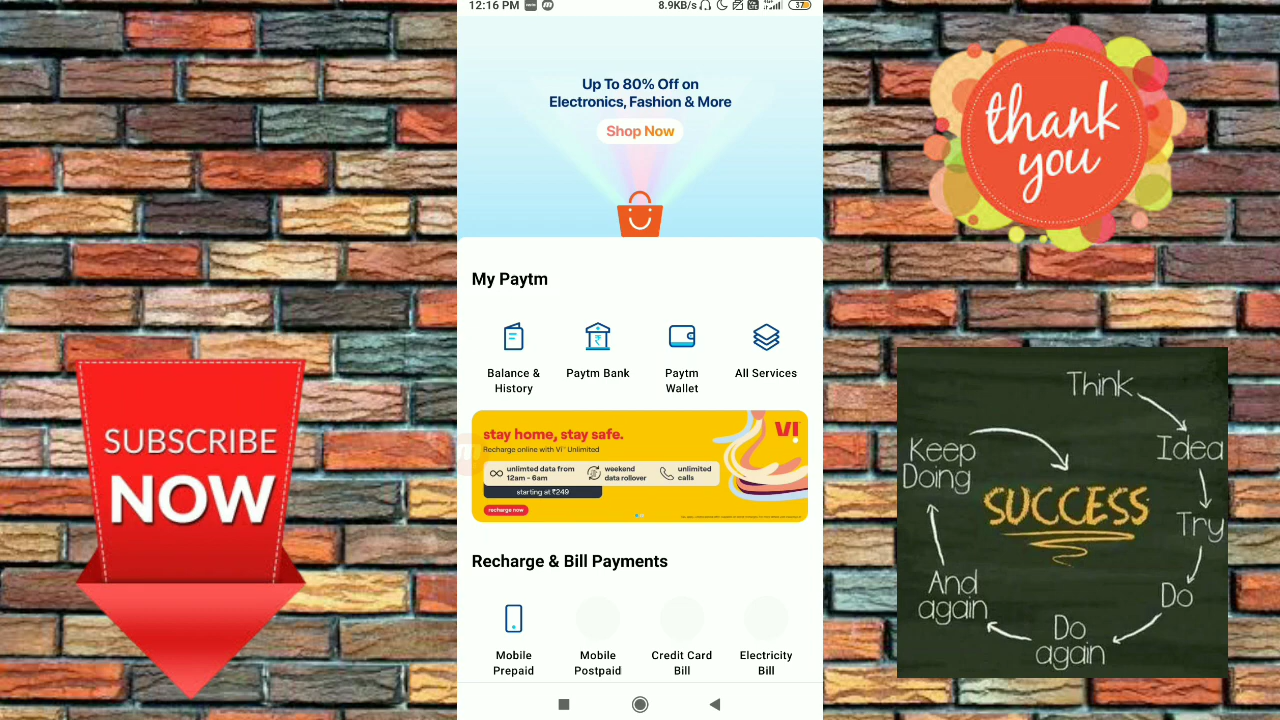 12:16 PM
8.9KB/s
37
Up To 80% Off on
Electronics, Fashion & More
Shop Now
My Paytm
Balance &
History
Paytm Bank
Paytm
Wallet
All Services
stay home, stay safe.
Recharge online with Vi™ Unlimited
unlimted data from
12am - 6am
weekend
data rollover
unlimited
calls
starting at ₹249
recharge now
VI
Recharge & Bill Payments
Mobile
Prepaid
Mobile
Postpaid
Credit Card
Bill
Electricity
Bill
SUBSCRIBE
NOW
thank
you
Think
Idea
Try
Do
Do
again
And
again
Keep
Doing
SUCCESS